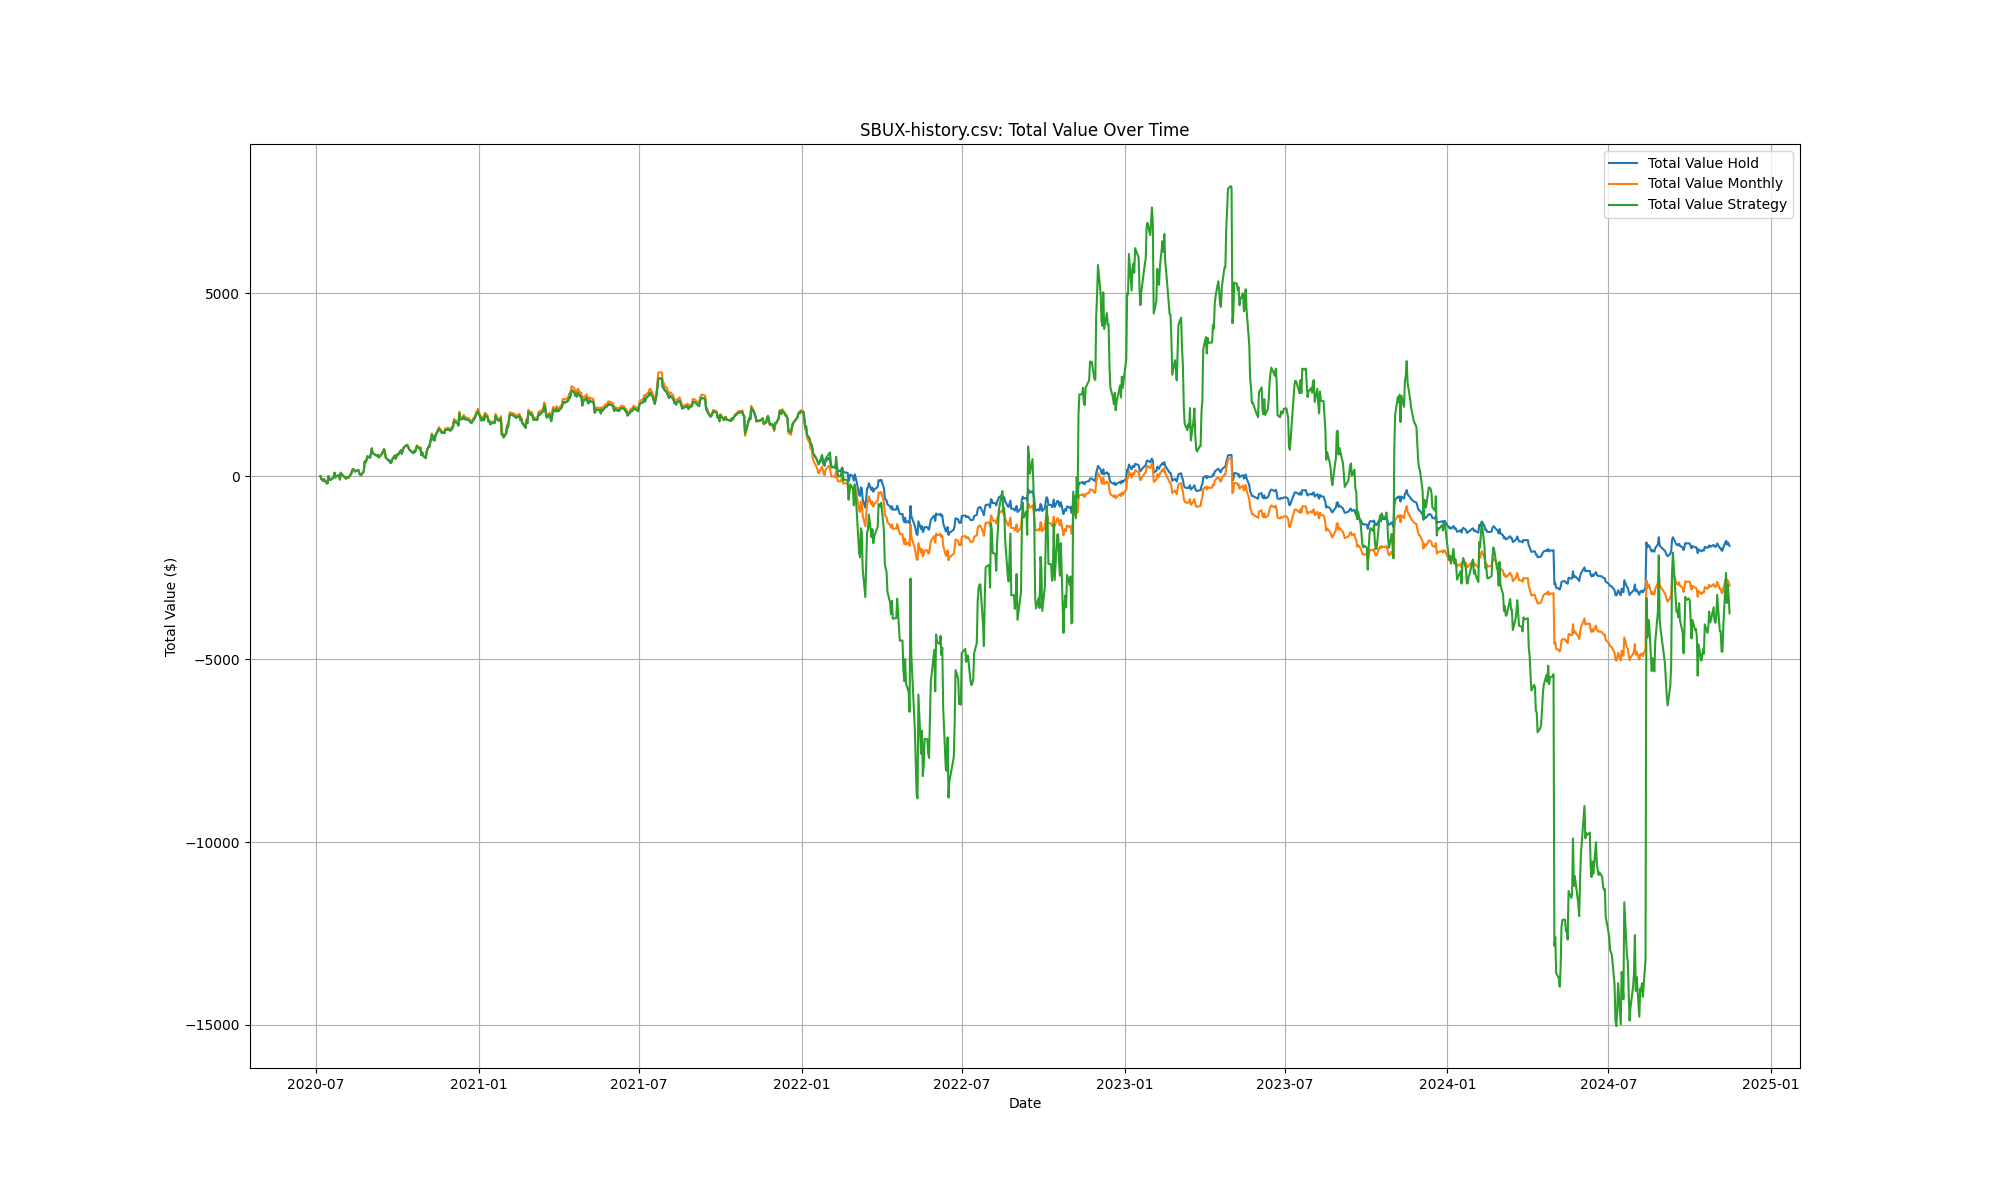 SBUX-history.csv: Total Value Over Time
Total Value Hold
Total Value Monthly
Total Value Strategy
Total Value ($)
5000
0
−5000
−10000
−15000
2020-07
2021-01
2021-07
2022-01
2022-07
2023-01
2023-07
2024-01
2024-07
2025-01
Date